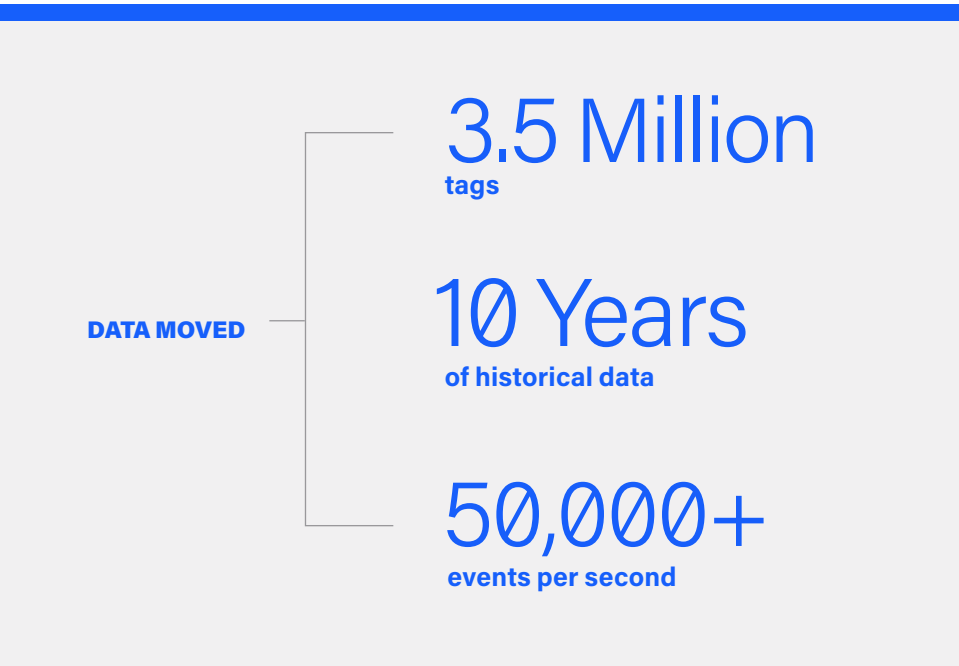 3.5 Million
tags
DATA MOVED
10 Years
of historical data
50,000+
events per second